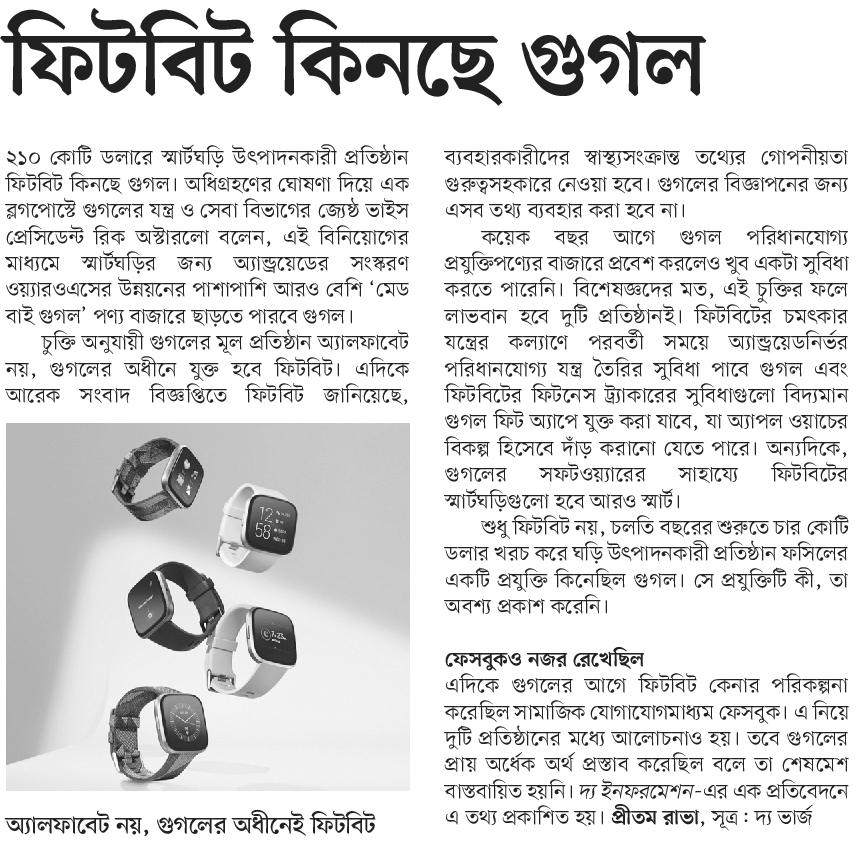 ফিটবিট কিনছে গুগল
২১০ কোটি ডলারে স্মার্টঘড়ি উৎপাদনকারী প্রতিষ্ঠান
ফিটবিট কিনছে গুগল। অধিগ্রহণের ঘোষণা দিয়ে এক
ব্লগপোস্টে গুগলের যন্ত্র ও সেবা বিভাগের জ্যেষ্ঠ ভাইস
প্রেসিডেন্ট রিক অস্টারলো বলেন, এই বিনিয়োগের
মাধ্যমে স্মার্টঘড়ির জন্য অ্যান্ড্রয়েডের সংস্করণ
ওয়্যারওএসের উন্নয়নের পাশাপাশি আরও বেশি ‘মেড
বাই গুগল’ পণ্য বাজারে ছাড়তে পারবে গুগল।
চুক্তি অনুযায়ী গুগলের মূল প্রতিষ্ঠান অ্যালফাবেট
নয়, গুগলের অধীনে যুক্ত হবে ফিটবিট। এদিকে
আরেক সংবাদ বিজ্ঞপ্তিতে ফিটবিট জানিয়েছে,
12
58
7,23
অ্যালফাবেট নয়, গুগলের অধীনেই ফিটবিট
ব্যবহারকারীদের স্বাস্থ্যসংক্রান্ত তথ্যের গোপনীয়তা
গুরুত্বসহকারে নেওয়া হবে। গুগলের বিজ্ঞাপনের জন্য
এসব তথ্য ব্যবহার করা হবে না।
কয়েক বছর আগে গুগল পরিধানযোগ্য
প্রযুক্তিপণ্যের বাজারে প্রবেশ করলেও খুব একটা সুবিধা
করতে পারেনি। বিশেষজ্ঞদের মত, এই চুক্তির ফলে
লাভবান হবে দুটি প্রতিষ্ঠানই। ফিটবিটের চমৎকার
যন্ত্রের কল্যাণে পরবর্তী সময়ে অ্যান্ড্রয়েডনির্ভর
পরিধানযোগ্য যন্ত্র তৈরির সুবিধা পাবে গুগল এবং
ফিটবিটের ফিটনেস ট্র্যাকারের সুবিধাগুলো বিদ্যমান
গুগল ফিট অ্যাপে যুক্ত করা যাবে, যা অ্যাপল ওয়াচের
বিকল্প হিসেবে দাঁড় করানো যেতে পারে। অন্যদিকে,
গুগলের সফটওয়্যারের সাহায্যে ফিটবিটের
স্মার্টঘড়িগুলো হবে আরও স্মার্ট।
শুধু ফিটবিট নয়, চলতি বছরের শুরুতে চার কোটি
ডলার খরচ করে ঘড়ি উৎপাদনকারী প্রতিষ্ঠান ফসিলের
একটি প্রযুক্তি কিনেছিল গুগল। সে প্রযুক্তিটি কী, তা
অবশ্য প্রকাশ করেনি।
ফেসবুকও নজর রেখেছিল
এদিকে গুগলের আগে ফিটবিট কেনার পরিকল্পনা
করেছিল সামাজিক যোগাযোগমাধ্যম ফেসবুক। এ নিয়ে
দুটি প্রতিষ্ঠানের মধ্যে আলোচনাও হয়। তবে গুগলের
প্রায় অর্ধেক অর্থ প্রস্তাব করেছিল বলে তা শেষমেশ
বাস্তবায়িত হয়নি। দ্য ইনফরমেশন-এর এক প্রতিবেদনে
এ তথ্য প্রকাশিত হয়। প্রীতম রাভা, সূত্র : দ্য ভার্জ